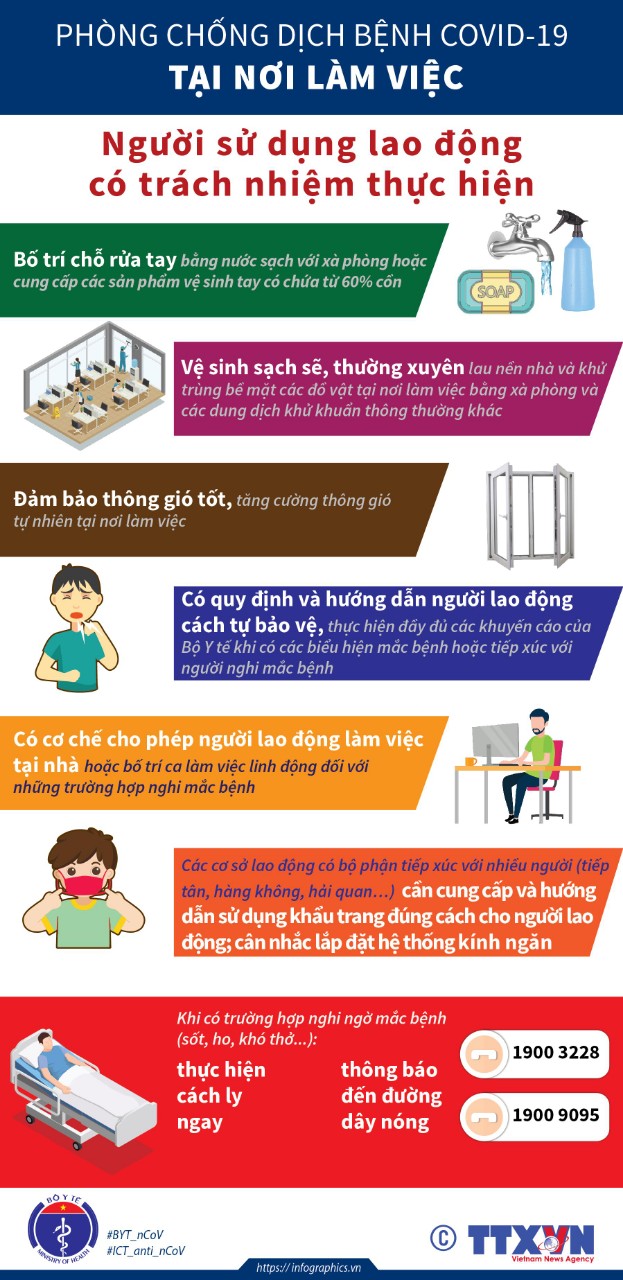 PHÒNG CHỐNG DỊCH BỆNH COVID-19
TẠI NƠI LÀM VIỆC
Người sử dụng lao động
có trách nhiệm thực hiện
Bố trí chỗ rửa tay bằng nước sạch với xà phòng hoặc
cung cấp các sản phẩm vệ sinh tay có chứa từ 60% cồn
SOAP
Vệ sinh sạch sẽ, thường xuyên lau nền nhà và khử
trùng bề mặt các đồ vật tại nơi làm việc bằng xà phòng và
các dung dịch khử khuẩn thông thường khác
Đảm bảo thông gió tốt, tăng cường thông gió
tự nhiên tại nơi làm việc
Có quy định và hướng dẫn người lao động
cách tự bảo vệ, thực hiện đầy đủ các khuyến cáo của
Bộ Y tế khi có các biểu hiện mắc bệnh hoặc tiếp xúc với
người nghi mắc bệnh
Có cơ chế cho phép người lao động làm việc
tại nhà hoặc bố trí ca làm việc linh động đối với
những trường hợp nghi mắc bệnh
Các cơ sở lao động có bộ phận tiếp xúc với nhiều người (tiếp
tân, hàng không, hải quan...) cần cung cấp và hướng
dẫn sử dụng khẩu trang đúng cách cho người lao
động; cân nhắc lắp đặt hệ thống kính ngăn
Khi có trường hợp nghi ngờ mắc bệnh
(sốt, ho, khó thở...):
thực hiện
cách ly
ngay
thông báo
đến đường
dây nóng
1900 3228
1900 9095
BỘ Y TẾ
MINISTRY OF HEALTH
#BYT_nCoV
#ICT_anti_nCoV
© TTXVN
Vietnam News Agency
https://infographics.vn